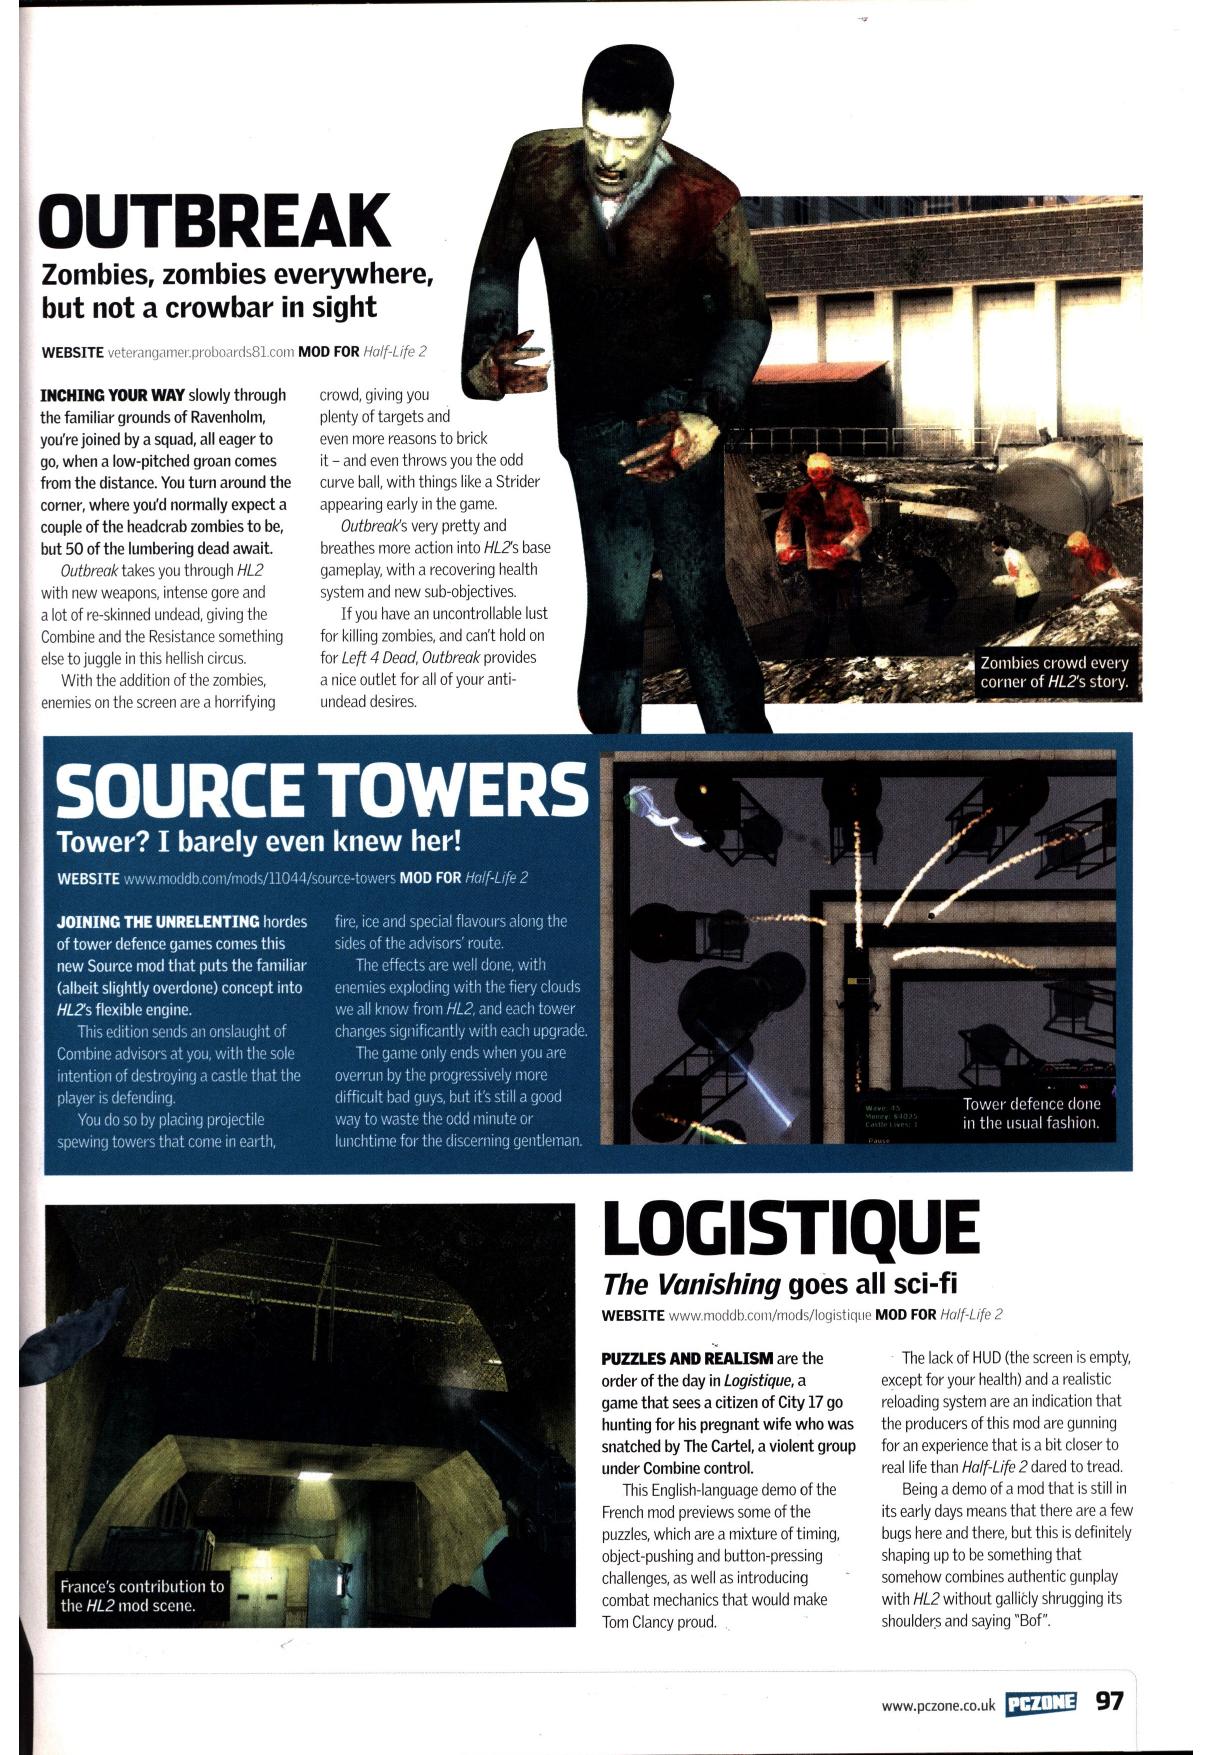 OUTBREAK
Zombies, zombies everywhere,
but not a crowbar in sight
WEBSITE veterangamer.proboards81.com MOD FOR Half-Life 2
INCHING YOUR WAY slowly through
the familiar grounds of Ravenholm,
you're joined by a squad, all eager to
go, when a low-pitched groan comes
from the distance. You turn around the
corner, where you'd normally expect a
couple of the headcrab zombies to be,
but 50 of the lumbering dead await.
Outbreak takes you through HL2
with new weapons, intense gore and
a lot of re-skinned undead, giving the
Combine and the Resistance something
else to juggle in this hellish circus.
With the addition of the zombies,
enemies on the screen are a horrifying
crowd, giving you
plenty of targets and
even more reasons to brick
it – and even throws you the odd
curve ball, with things like a Strider
appearing early in the game.
Outbreak's very pretty and
breathes more action into HL2's base
gameplay, with a recovering health
system and new sub-objectives.
If you have an uncontrollable lust
for killing zombies, and can't hold on
for Left 4 Dead, Outbreak provides
a nice outlet for all of your anti-
undead desires.
Zombies crowd every
corner of HL2's story.
SOURCE TOWERS
Tower? I barely even knew her!
WEBSITE www.moddb.com/mods/11044/source-towers MOD FOR Half-Life 2
JOINING THE UNRELENTING hordes
of tower defence games comes this
new Source mod that puts the familiar
(albeit slightly overdone) concept into
HL2's flexible engine.
This edition sends an onslaught of
Combine advisors at you, with the sole
intention of destroying a castle that the
player is defending.
You do so by placing projectile
spewing towers that come in earth,
fire, ice and special flavours along the
sides of the advisors' route.
The effects are well done, with
enemies exploding with the fiery clouds
we all know from HL2, and each tower
changes significantly with each upgrade.
The game only ends when you are
overrun by the progressively more
difficult bad guys, but it's still a good
way to waste the odd minute or
lunchtime for the discerning gentleman.
Wave: 45
Money: 64025
Castle Lives: 1
Pause
Tower defence done
in the usual fashion.
France's contribution to
the HL2 mod scene.
LOGISTIQUE
The Vanishing goes all sci-fi
WEBSITE www.moddb.com/mods/logistique MOD FOR Half-Life 2
PUZZLES AND REALISM are the
order of the day in Logistique, a
game that sees a citizen of City 17 go
hunting for his pregnant wife who was
snatched by The Cartel, a violent group
under Combine control.
This English-language demo of the
French mod previews some of the
puzzles, which are a mixture of timing,
object-pushing and button-pressing
challenges, as well as introducing
combat mechanics that would make
Tom Clancy proud.
The lack of HUD (the screen is empty,
except for your health) and a realistic
reloading system are an indication that
the producers of this mod are gunning
for an experience that is a bit closer to
real life than Half-Life 2 dared to tread.
Being a demo of a mod that is still in
its early days means that there are a few
bugs here and there, but this is definitely
shaping up to be something that
somehow combines authentic gunplay
with HL2 without gallicly shrugging its
shoulders and saying "Bof".
www.pczone.co.uk PCZONE 97